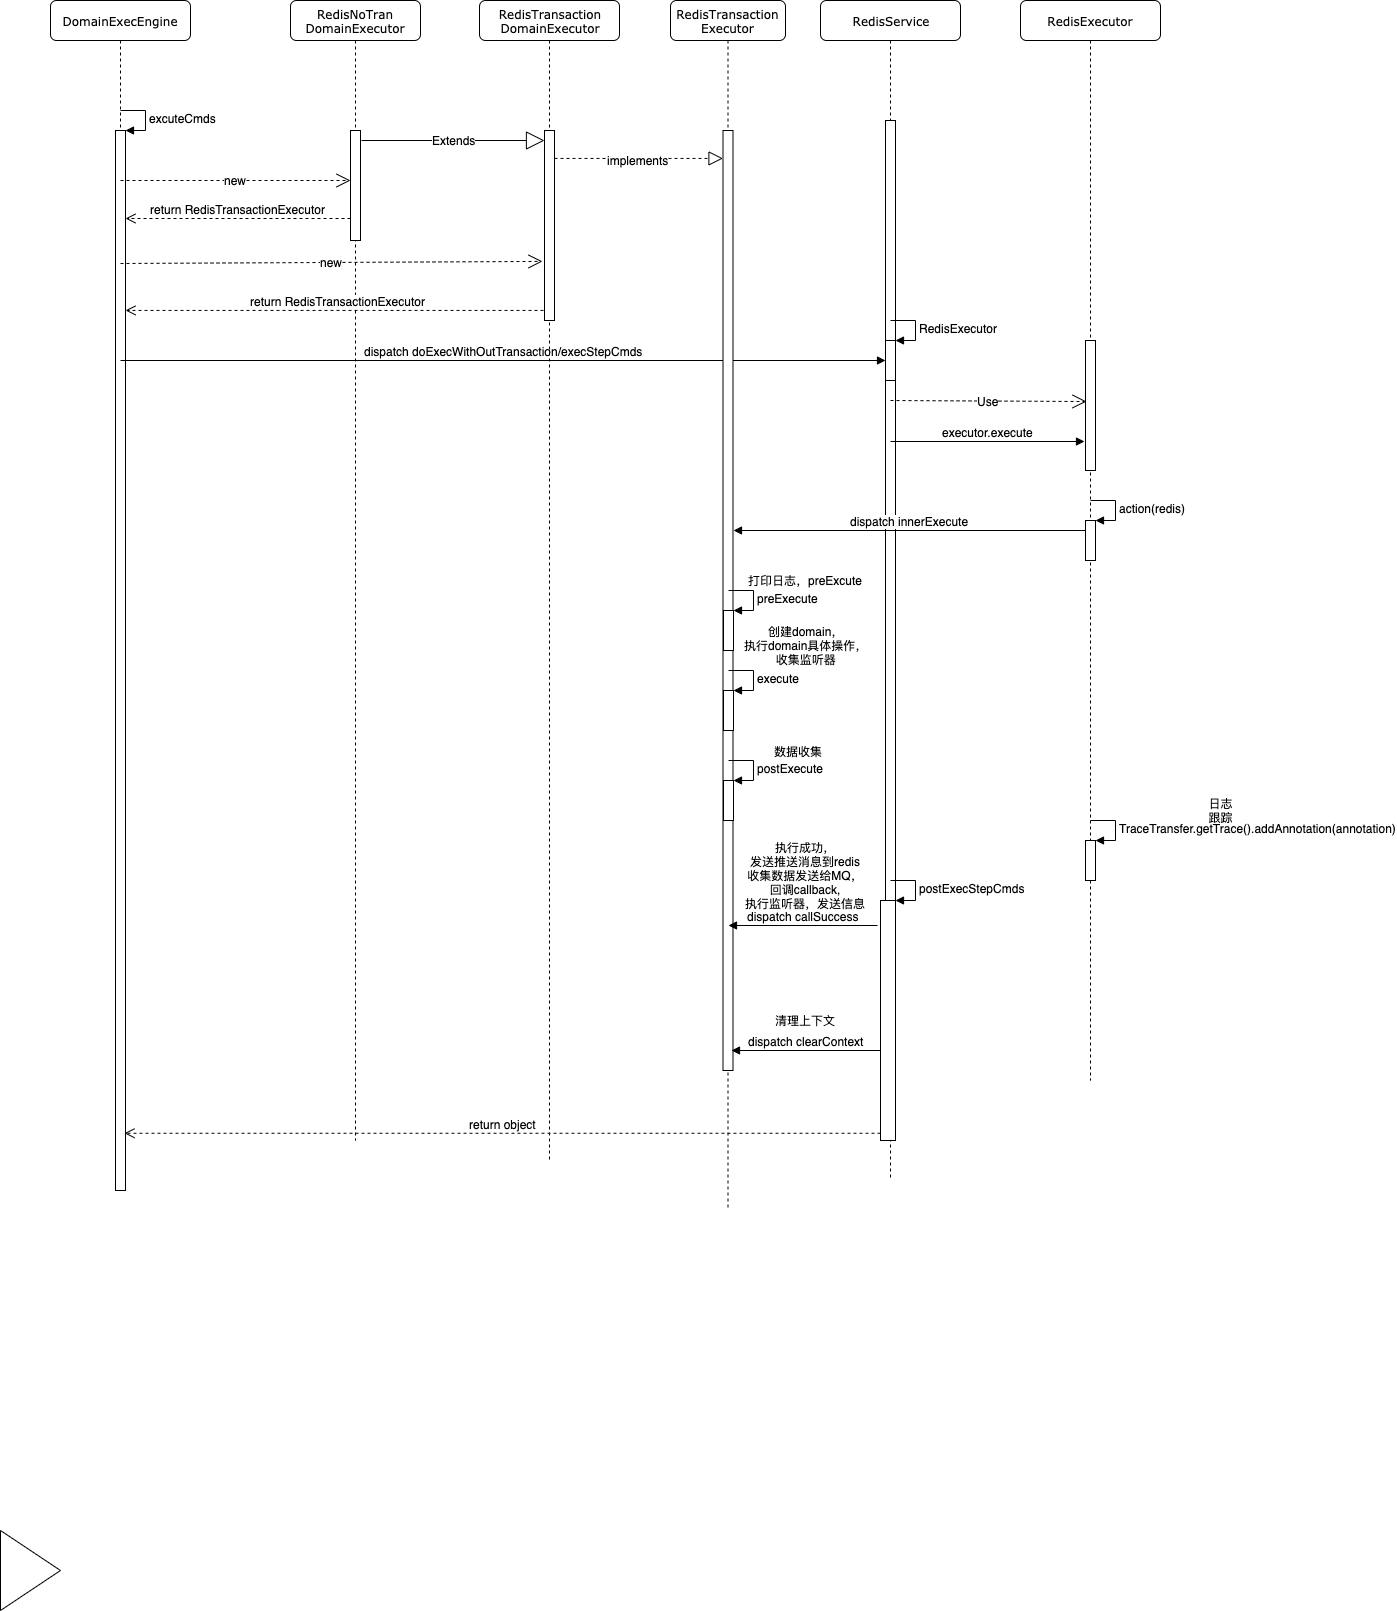 DomainExecEngine
RedisNoTran
DomainExecutor
RedisTransaction
DomainExecutor
RedisTransaction
Executor
RedisService
RedisExecutor
excuteCmds
Extends
implements
new
return RedisTransactionExecutor
new
return RedisTransactionExecutor
RedisExecutor
dispatch doExecWithOutTransaction/execStepCmds
Use
executor.execute
action(redis)
dispatch innerExecute
打印日志，preExcute
preExecute
创建domain，
执行domain具体操作，
收集监听器
execute
数据收集
postExecute
日志
跟踪
TraceTransfer.getTrace().addAnnotation(annotation)
执行成功，
发送推送消息到redis
收集数据发送给MQ，
回调callback,
执行监听器，发送信息
postExecStepCmds
dispatch callSuccess
清理上下文
dispatch clearContext
return object